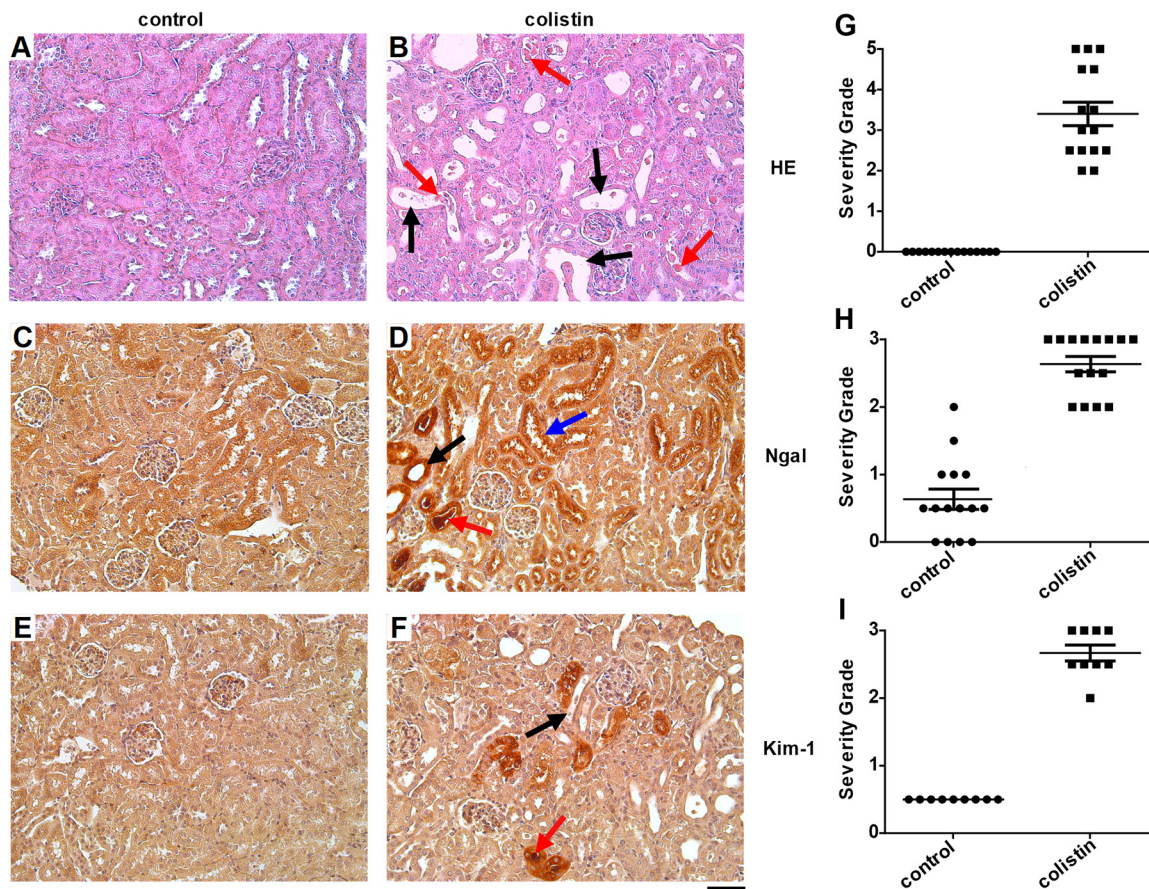 control
colistin
A
B
HE
G
Severity Grade
5
4
3
2
1
0
control
colistin
C
D
Ngal
H
Severity Grade
3
2
1
0
control
colistin
E
F
Kim-1
I
Severity Grade
3
2
1
0
control
colistin